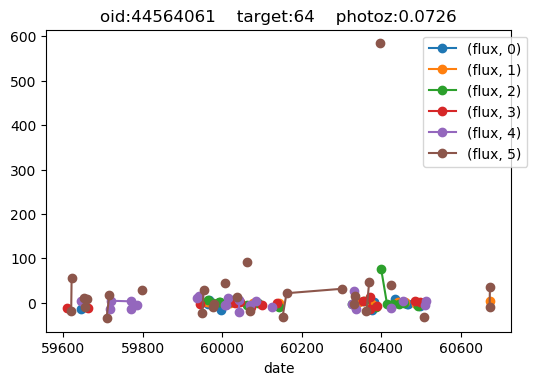 oid:44564061    target:64    photoz:0.0726
600
500
400
300
200
100
0
59600 59800 60000 60200 60400 60600
date
(flux, 0)
(flux, 1)
(flux, 2)
(flux, 3)
(flux, 4)
(flux, 5)